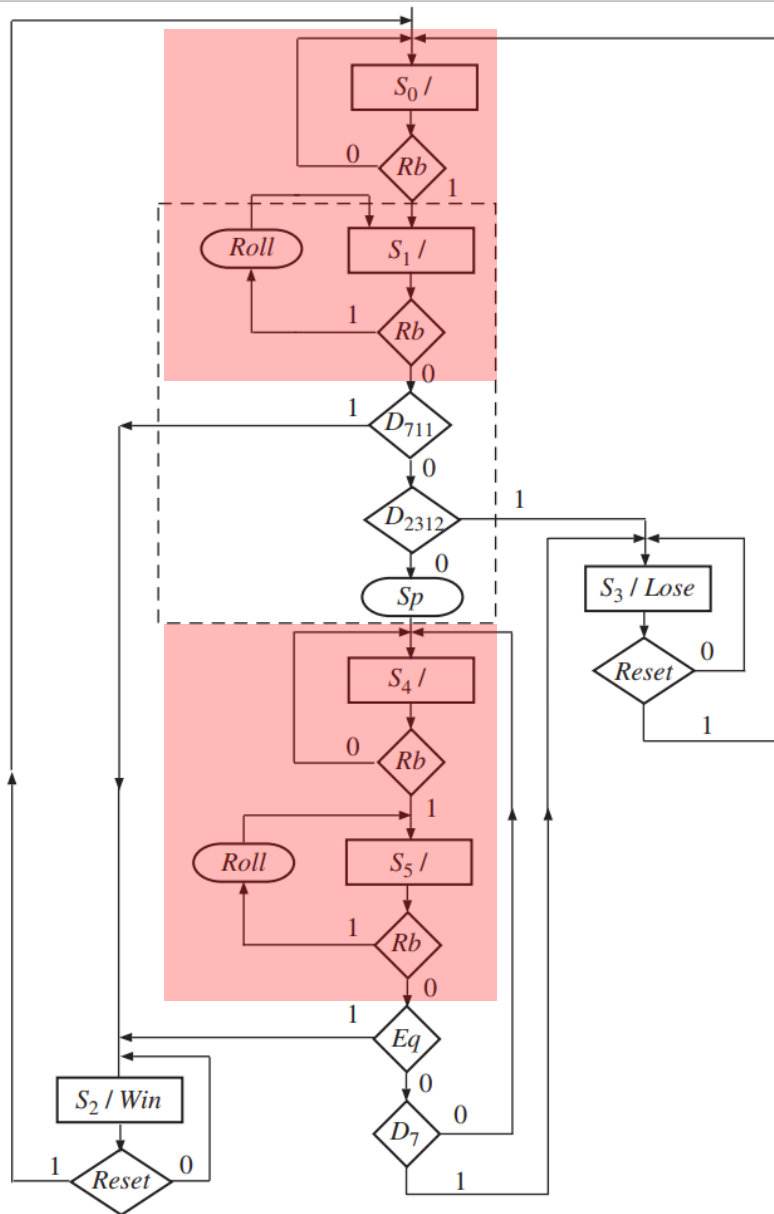 S₀ /
0 Rb
1
Roll S₁ /
1 Rb
0
1 D₇₁₁
0
D₂₃₁₂ 1
0
Sp
S₃ / Lose
S₄ / Reset 0
0 Rb 1
1
Roll S₅ /
1 Rb
0
1 Eq
0
S₂ / Win D₇ 0
1 Reset 0 1